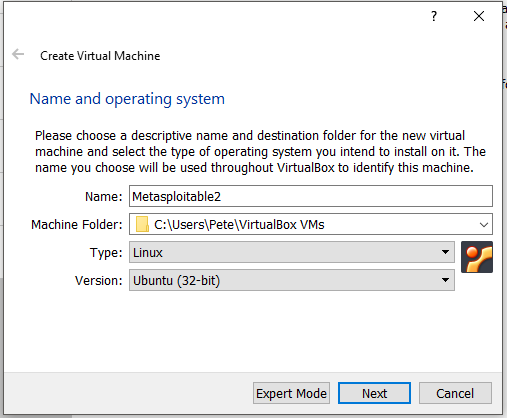 ?
Create Virtual Machine
Name and operating system
Please choose a descriptive name and destination folder for the new virtual
machine and select the type of operating system you intend to install on it. The
name you choose will be used throughout VirtualBox to identify this machine.
Name: Metasploitable2
Machine Folder: C:\Users\Pete\VirtualBox VMs
Type: Linux
Version: Ubuntu (32-bit)
Expert Mode Next Cancel